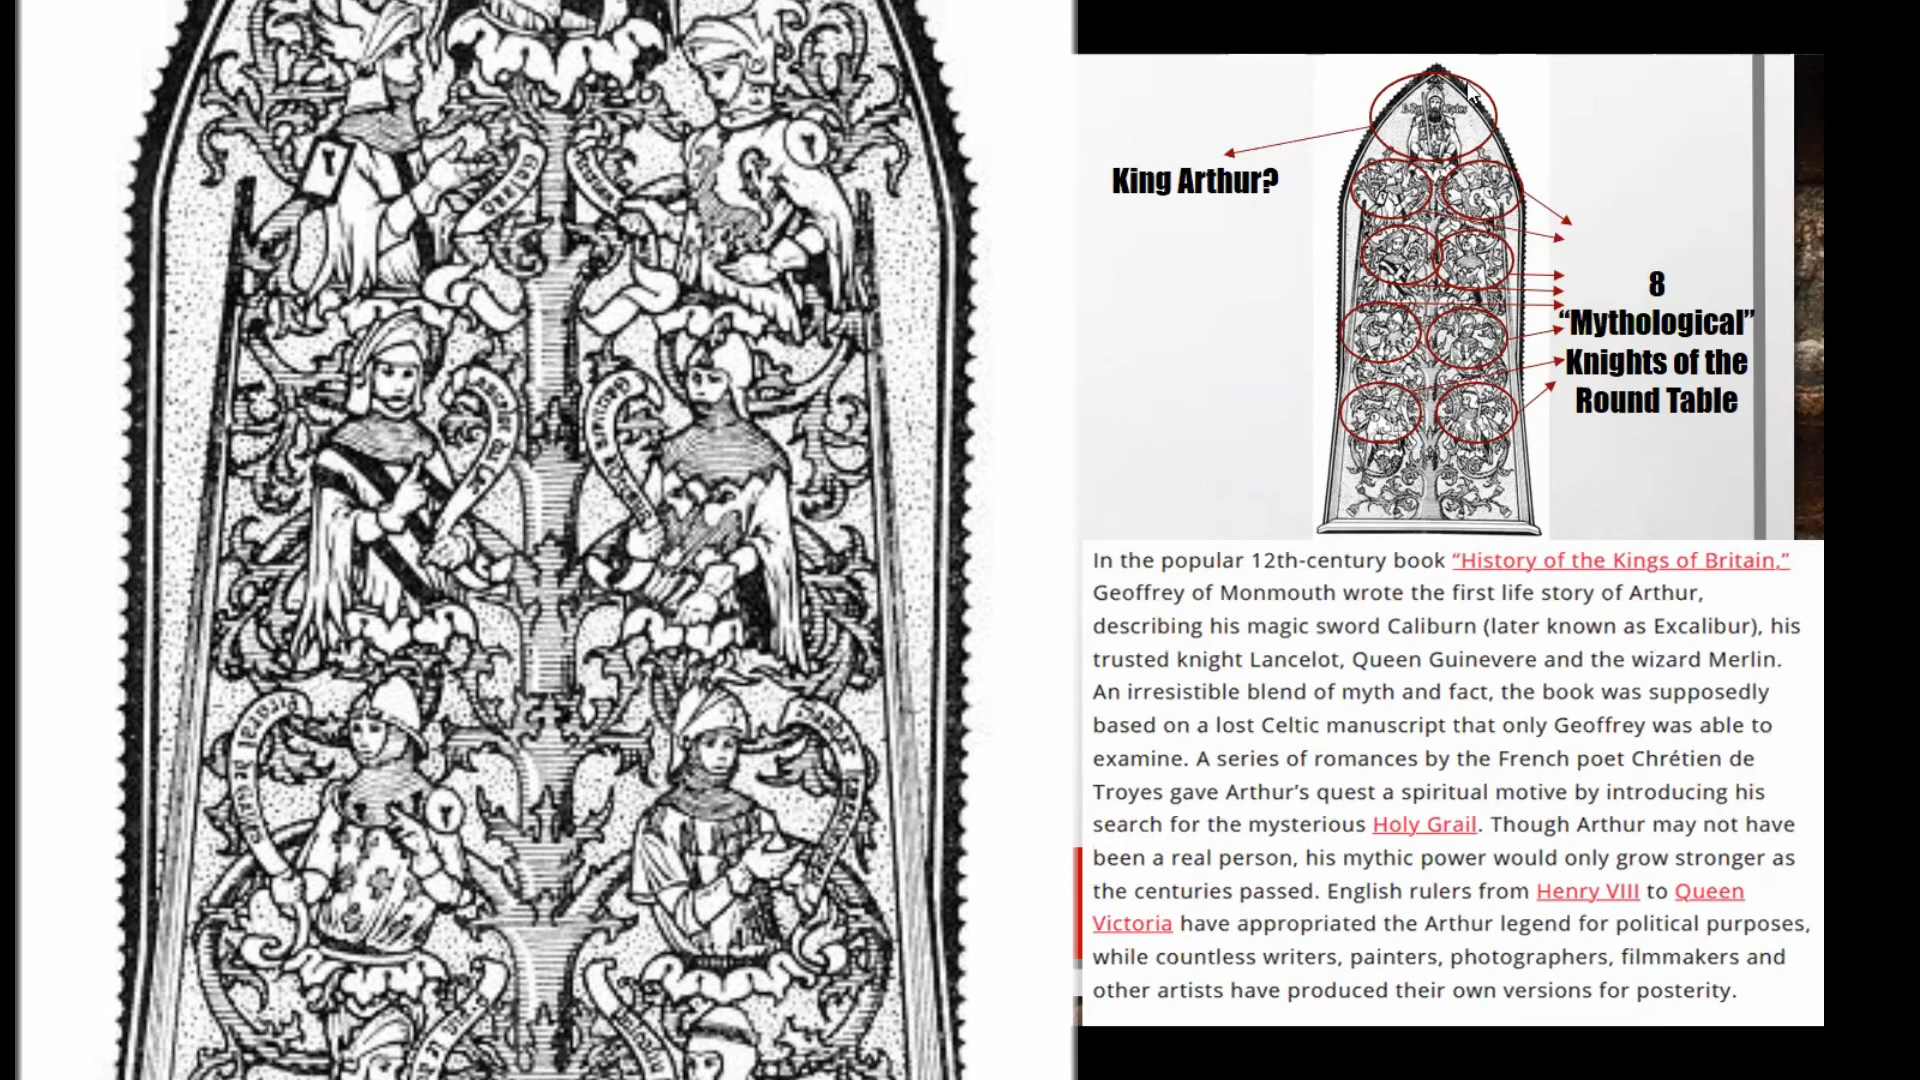 King Arthur?
8
“Mythological”
Knights of the
Round Table
In the popular 12th-century book “History of the Kings of Britain,”
Geoffrey of Monmouth wrote the first life story of Arthur,
describing his magic sword Caliburn (later known as Excalibur), his
trusted knight Lancelot, Queen Guinevere and the wizard Merlin.
An irresistible blend of myth and fact, the book was supposedly
based on a lost Celtic manuscript that only Geoffrey was able to
examine. A series of romances by the French poet Chrétien de
Troyes gave Arthur’s quest a spiritual motive by introducing his
search for the mysterious Holy Grail. Though Arthur may not have
been a real person, his mythic power would only grow stronger as
the centuries passed. English rulers from Henry VIII to Queen
Victoria have appropriated the Arthur legend for political purposes,
while countless writers, painters, photographers, filmmakers and
other artists have produced their own versions for posterity.